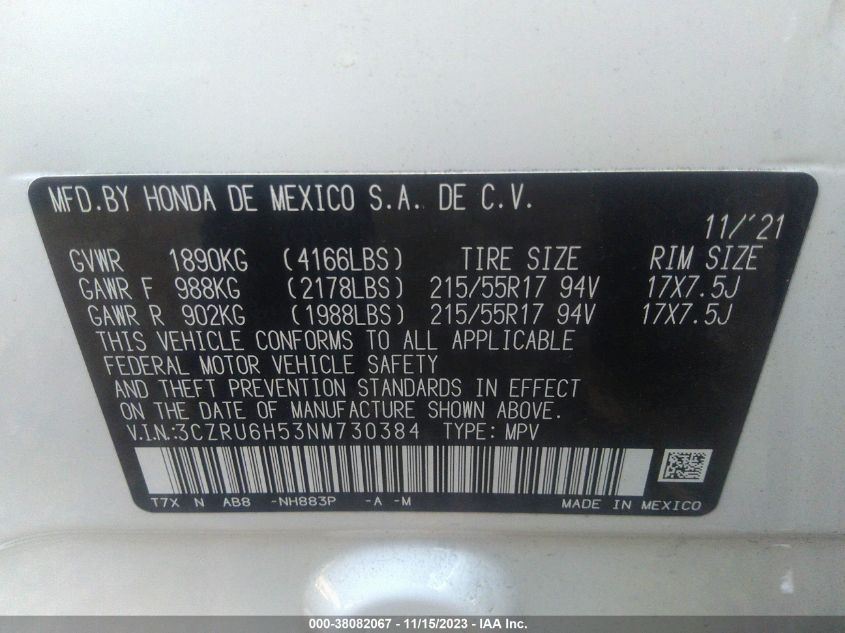 MFD.BY HONDA DE MEXICO S.A. DE C.V.
11/'21
GVWR 1890KG (4166LBS) TIRE SIZE RIM SIZE
GAWR F 988KG (2178LBS) 215/55R17 94V 17X7.5J
GAWR R 902KG (1988LBS) 215/55R17 94V 17X7.5J
THIS VEHICLE CONFORMS TO ALL APPLICABLE
FEDERAL MOTOR VEHICLE SAFETY
AND THEFT PREVENTION STANDARDS IN EFFECT
ON THE DATE OF MANUFACTURE SHOWN ABOVE.
V.I.N.:3CZRU6H53NM730384 TYPE: MPV
T7X N AB8 -NH883P -A -M MADE IN MEXICO
000-38082067 - 11/15/2023 - IAA Inc.